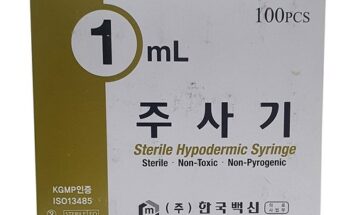 100PCS
1 mL
주사기
Sterile Hypodermic Syringe
Sterile · Non-Toxic · Non-Pyrogenic
KGMP인증
ISO13485
(주)한국백신